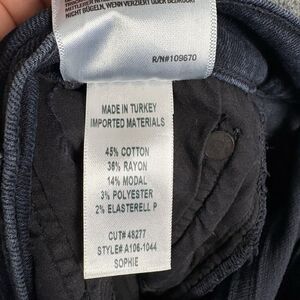 NICHT BÜGELN, WENN VERZIERT ODER BEDRUCKT
R/N#109670
MADE IN TURKEY
IMPORTED MATERIALS
45% COTTON
36% RAYON
14% MODAL
3% POLYESTER
2% ELASTERELL P
CUT# 48277
STYLE# A106-1044
SOPHIE